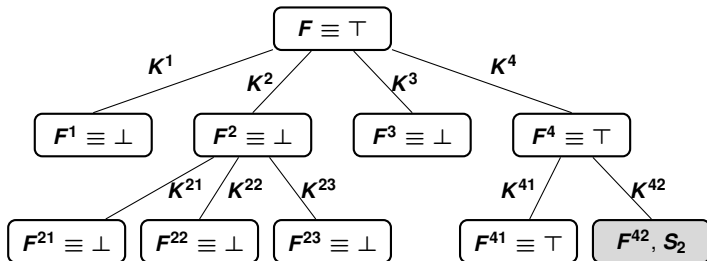 F ≡ ⊤
K¹ K² K³ K⁴
F¹ ≡ ⊥ F² ≡ ⊥ F³ ≡ ⊥ F⁴ ≡ ⊤
K²¹ K²² K²³ K⁴¹ K⁴²
F²¹ ≡ ⊥ F²² ≡ ⊥ F²³ ≡ ⊥ F⁴¹ ≡ ⊤ F⁴², S₂